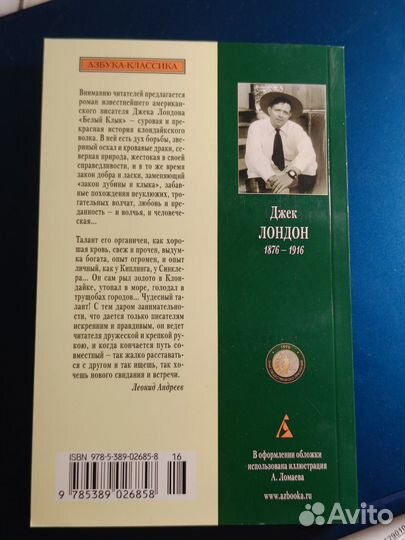 АЗБУКА-КЛАССИКА
Вниманию читателей предлагается
роман известнейшего американ-
ского писателя Джека Лондона
«Белый Клык» — суровая и пре-
красная история клондайкского
волка. В ней есть дух борьбы, зве-
риный оскал и кровавые драки, се-
верная природа, жестокая в своей
справедливости, и в то же время
закон добра и ласки, заменяющий
«закон дубины и клыка», забав-
ные похождения неуклюжих, тро-
гательных волчат, любовь и пре-
данность — и волчья, и человече-
ская...
Талант его органичен, как хоро-
шая кровь, свеж и прочен, выдум-
ка богата, опыт огромен, и опыт
личный, как у Киплинга, у Синкле-
ра... Он сам рыл золото в Клон-
дайке, утопал в море, голодал в
трущобах городов... Чудесный та-
лант! С тем даром занимательно-
сти, что дается только писателям
искренним и правдивым, он ведет
читателя дружеской и крепкой ру-
кою, и когда кончается путь со-
вместный — так жалко расставать-
ся с другом и так ищешь, так хо-
чешь нового свидания и встречи.
Леонид Андреев
ISBN 978-5-389-02685-8
16
9 785389 026858
Джек
ЛОНДОН
1876 – 1916
В оформлении обложки
использована иллюстрация
А. Ломаева
www.azbooka.ru
Avito